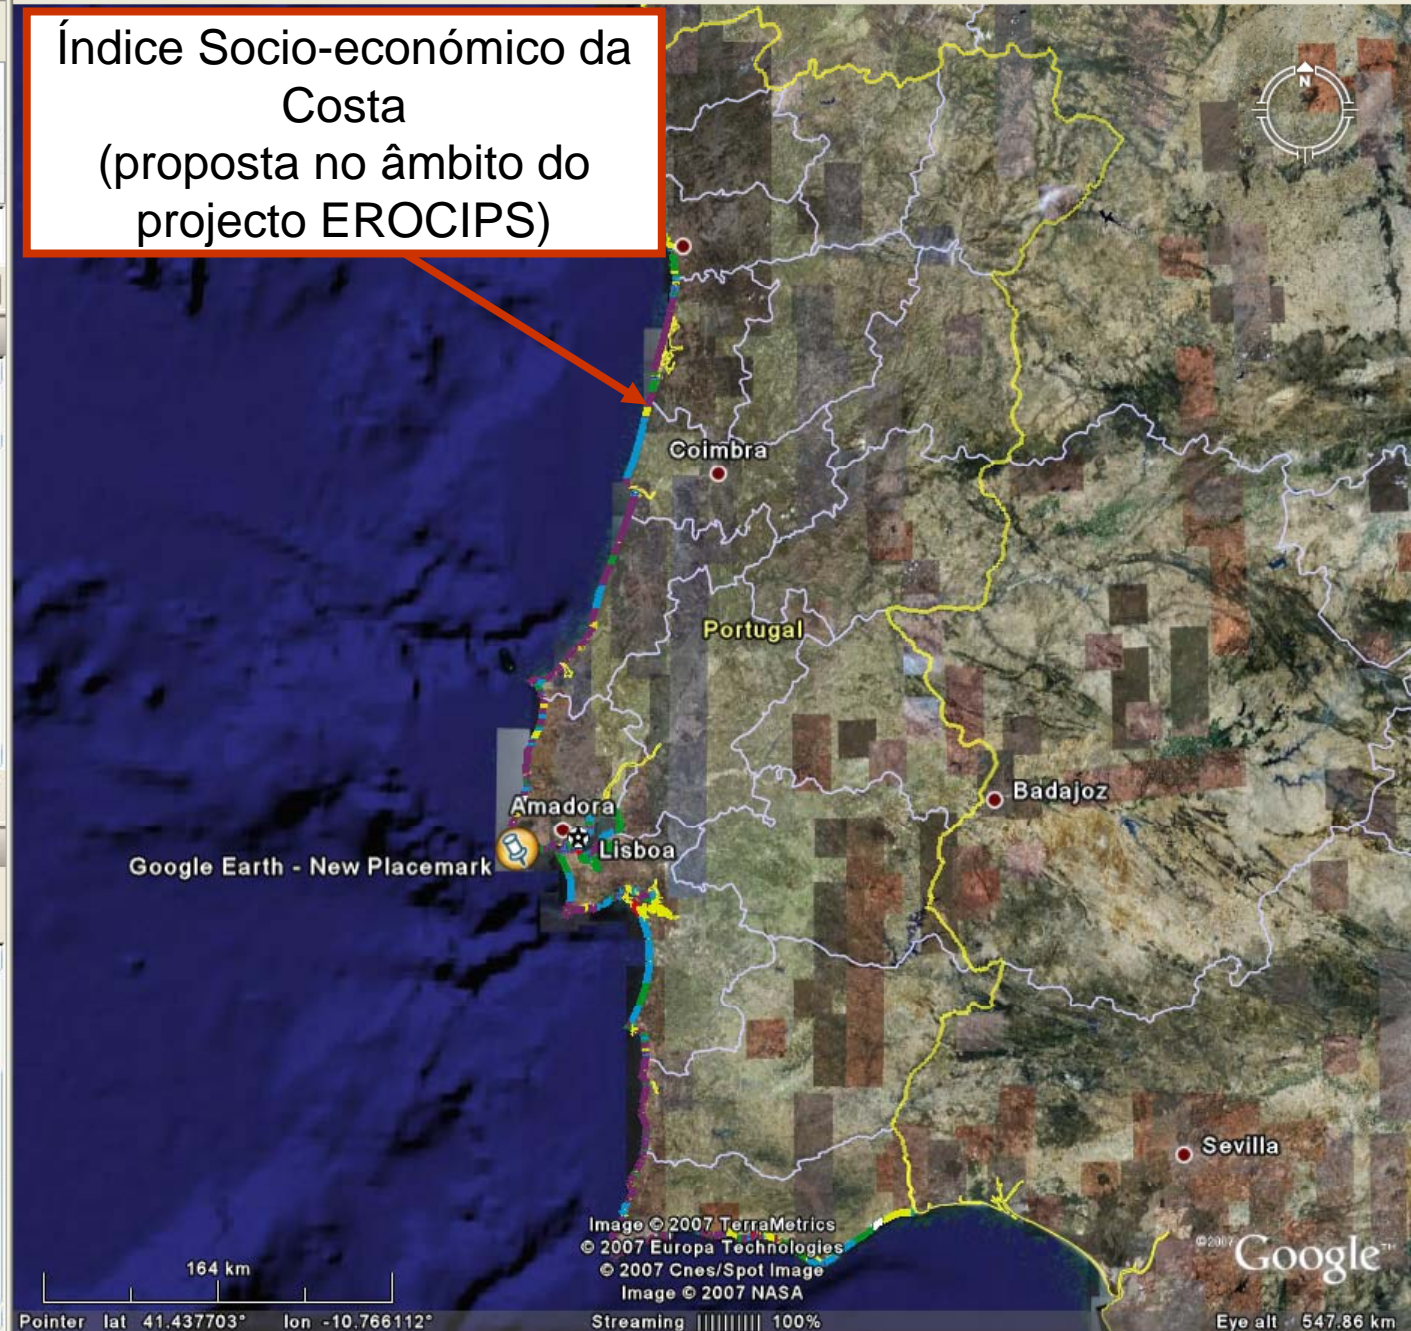 Índice Socio-económico da
Costa
(proposta no âmbito do
projecto EROCIPS)
N
Coimbra
Portugal
Badajoz
Amadora
Lisboa
Google Earth - New Placemark
Sevilla
Image © 2007 TerraMetrics
© 2007 Europa Technologies
© 2007 Cnes/Spot Image
Image © 2007 NASA
©2007 Google™
164 km
Pointer lat 41.437703° lon -10.766112° Streaming |||||||||| 100% Eye alt 547.86 km